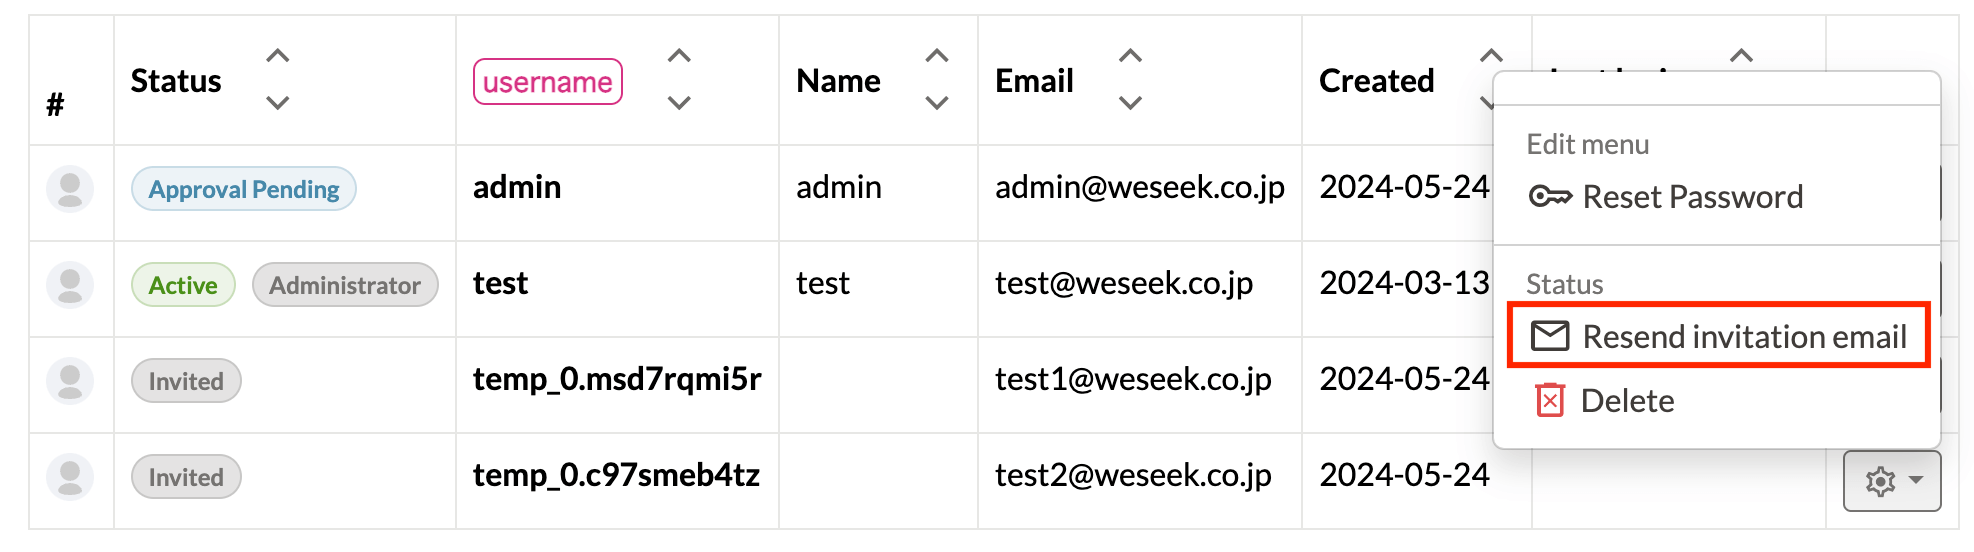 # Status username Name Email Created
Approval Pending admin admin admin@weseek.co.jp 2024-05-24
Active Administrator test test test@weseek.co.jp 2024-03-13
Invited temp_0.msd7rqmi5r test1@weseek.co.jp 2024-05-24
Invited temp_0.c97smeb4tz test2@weseek.co.jp 2024-05-24
Edit menu
Reset Password
Status
Resend invitation email
Delete